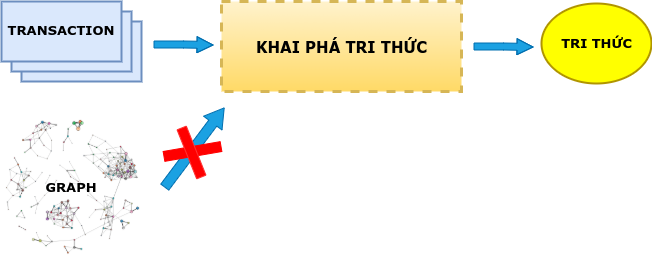 TRANSACTION
KHAI PHÁ TRI THỨC
TRI THỨC
GRAPH